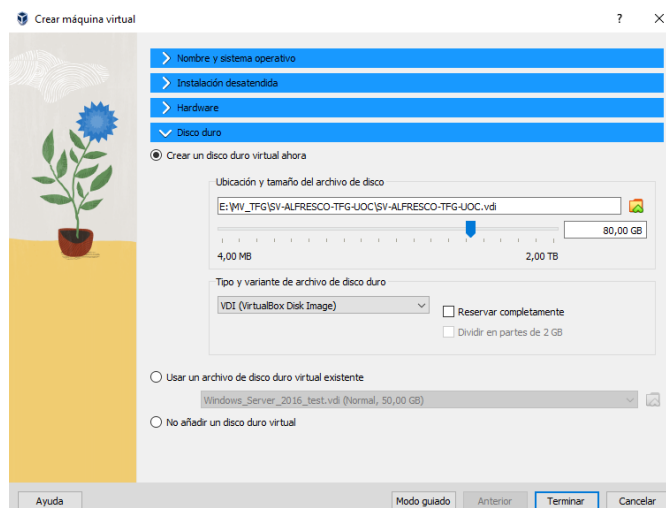 Crear máquina virtual
Nombre y sistema operativo
Instalación desatendida
Hardware
Disco duro
Crear un disco duro virtual ahora
Ubicación y tamaño del archivo de disco
E:\MV_TFG\SV-ALFRESCO-TFG-UOC\SV-ALFRESCO-TFG-UOC.vdi
80,00 GB
4,00 MB 2,00 TB
Tipo y variante de archivo de disco duro
VDI (VirtualBox Disk Image) Reservar completamente
Dividir en partes de 2 GB
Usar un archivo de disco duro virtual existente
Windows_Server_2016_test.vdi (Normal, 50,00 GB)
No añadir un disco duro virtual
Ayuda Modo guiado Anterior Terminar Cancelar